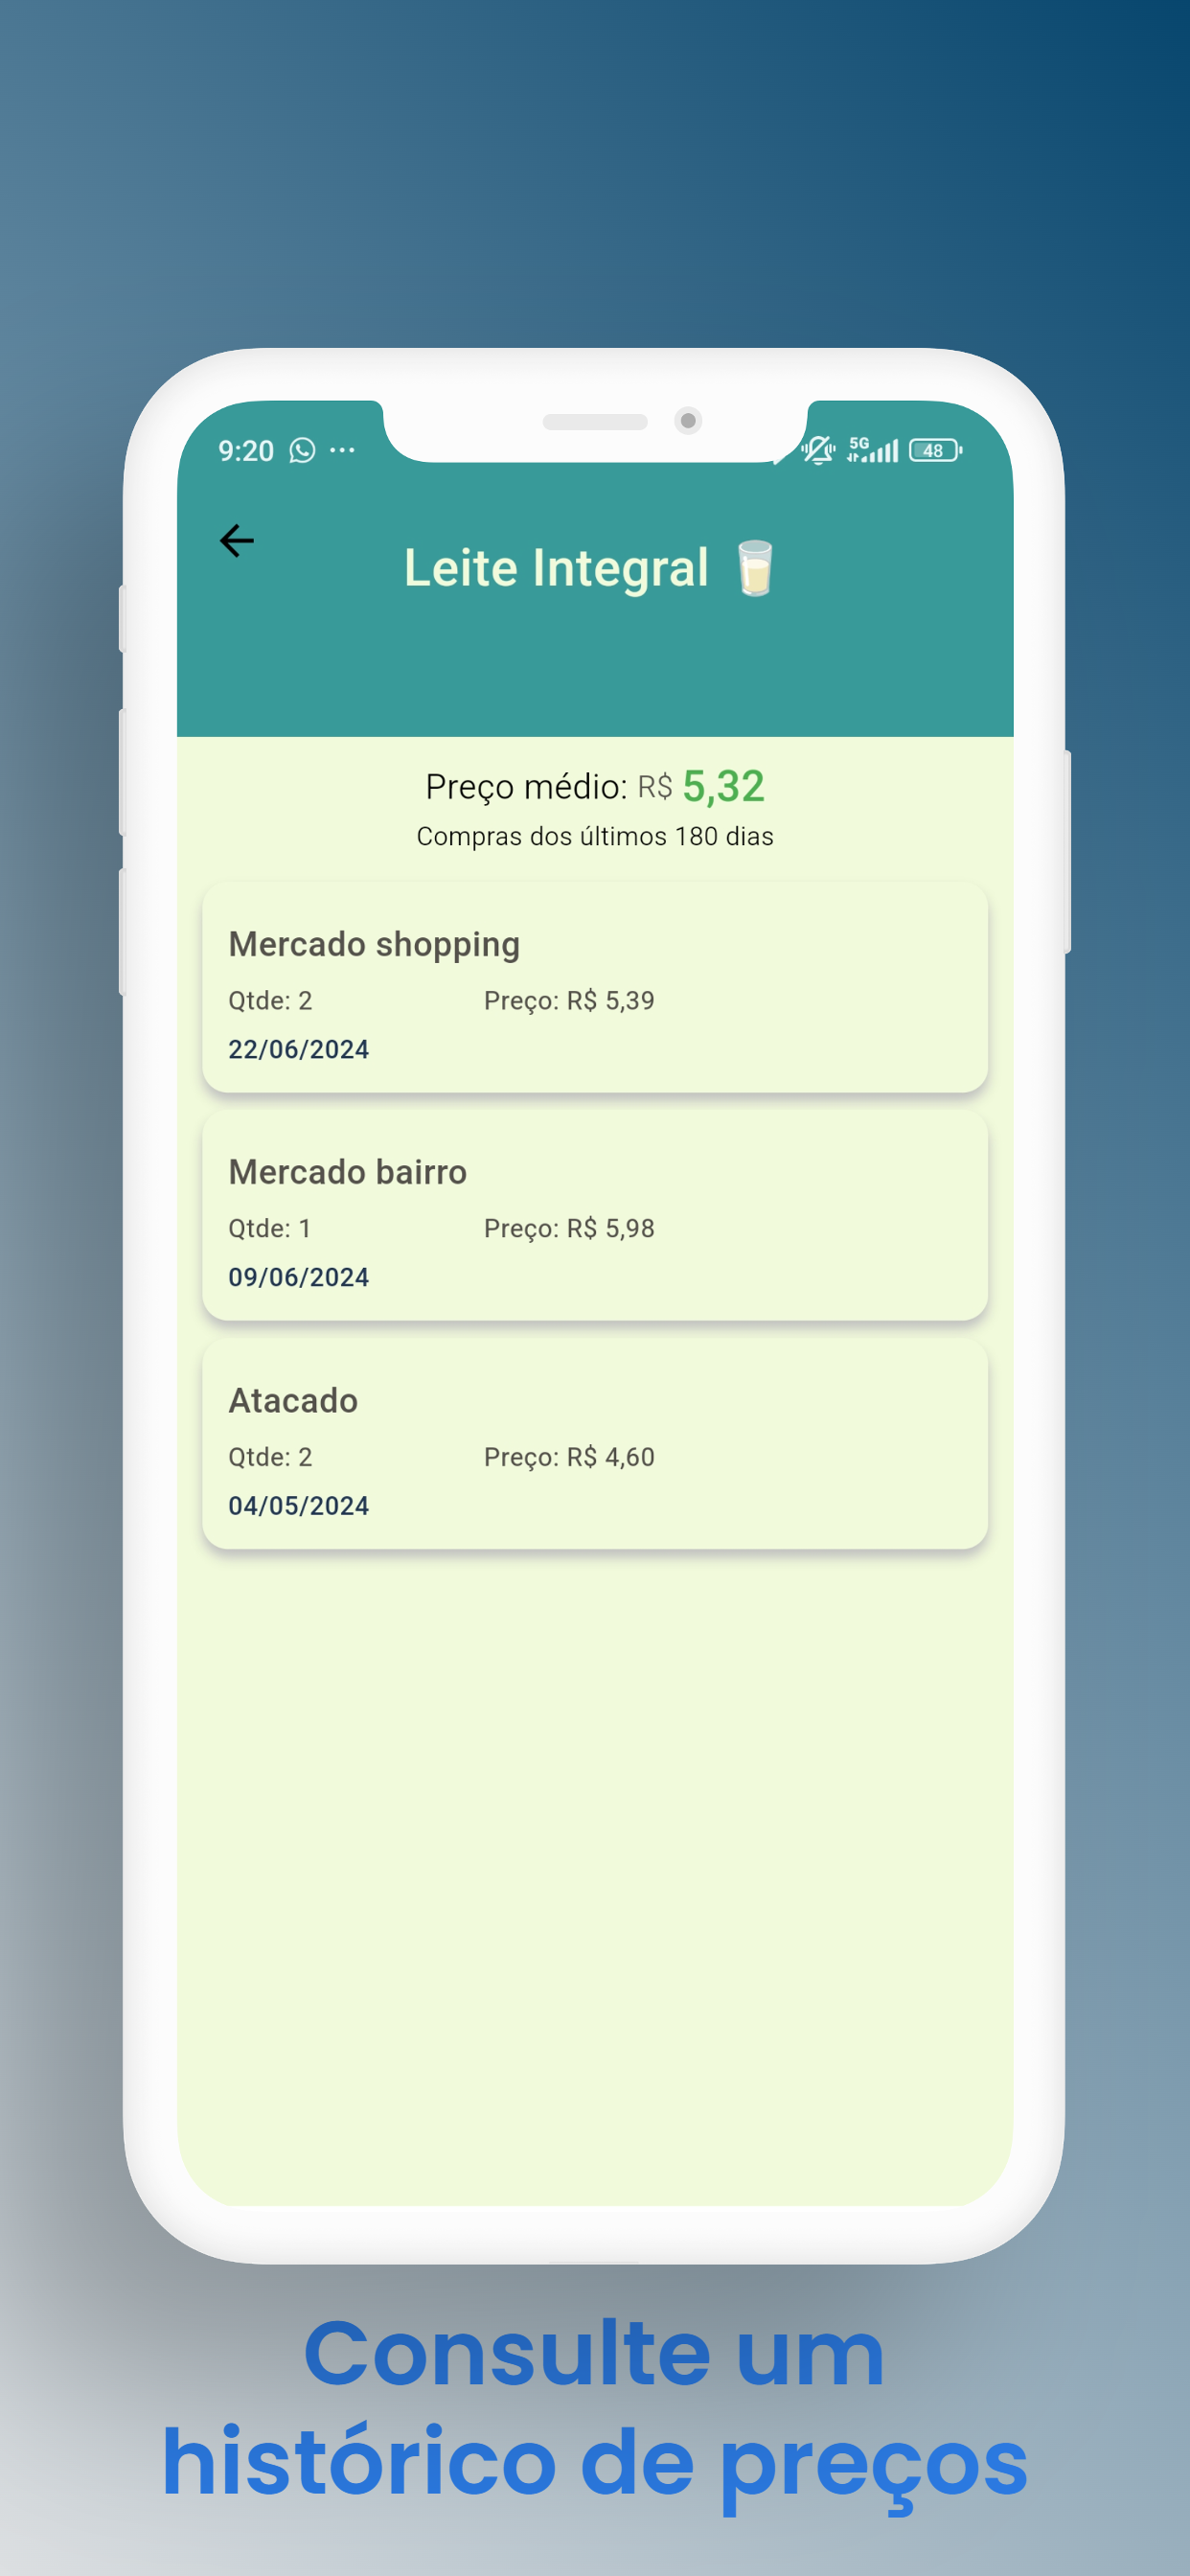 9:20
5G
48
Leite Integral
Preço médio: R$ 5,32
Compras dos últimos 180 dias
Mercado shopping
Qtde: 2 Preço: R$ 5,39
22/06/2024
Mercado bairro
Qtde: 1 Preço: R$ 5,98
09/06/2024
Atacado
Qtde: 2 Preço: R$ 4,60
04/05/2024
Consulte um
histórico de preços